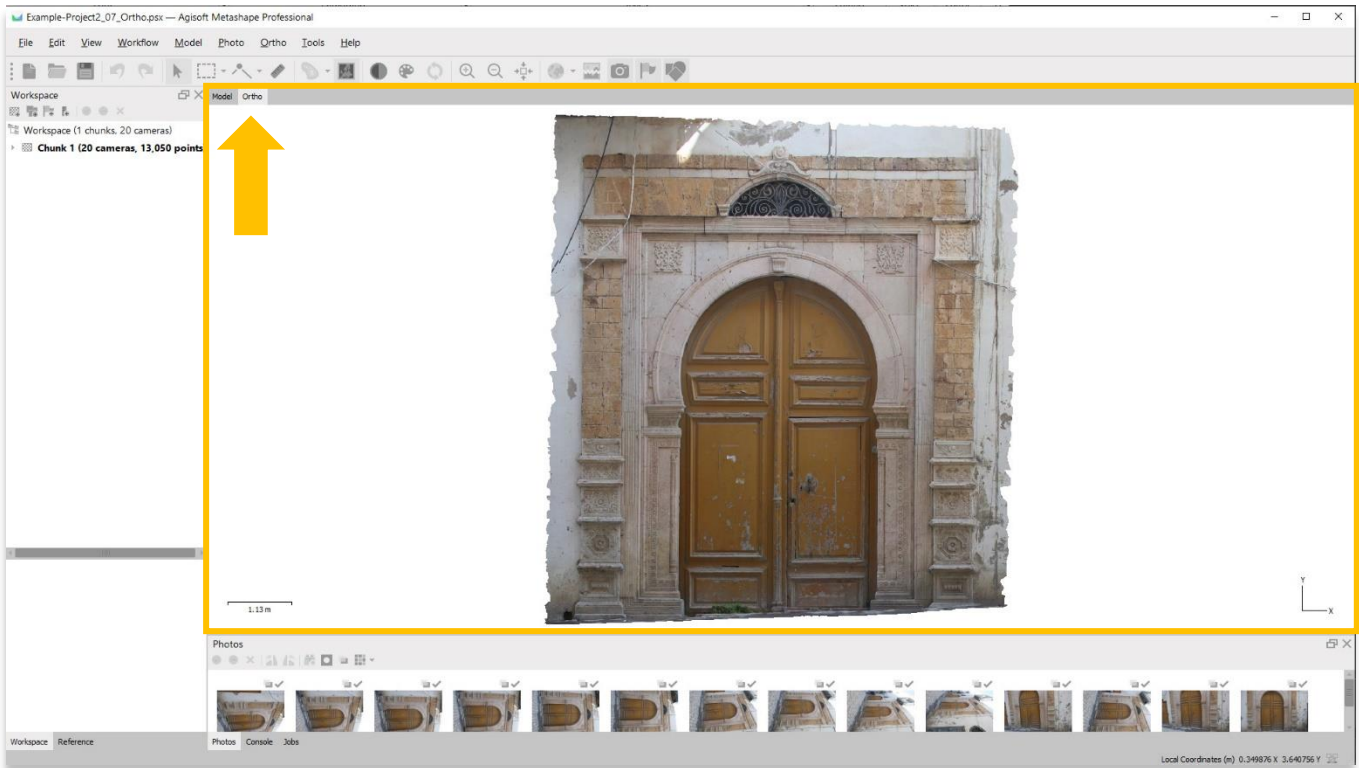 Example-Project2_07_Ortho.psx — Agisoft Metashape Professional
File Edit View Workflow Model Photo Ortho Tools Help
Workspace
Model Ortho
Workspace (1 chunks, 20 cameras)
Chunk 1 (20 cameras, 13,050 points
1.13 m
Y
X
Photos
Workspace Reference
Photos Console Jobs
Local Coordinates (m) 0.349876 X 3.640756 Y